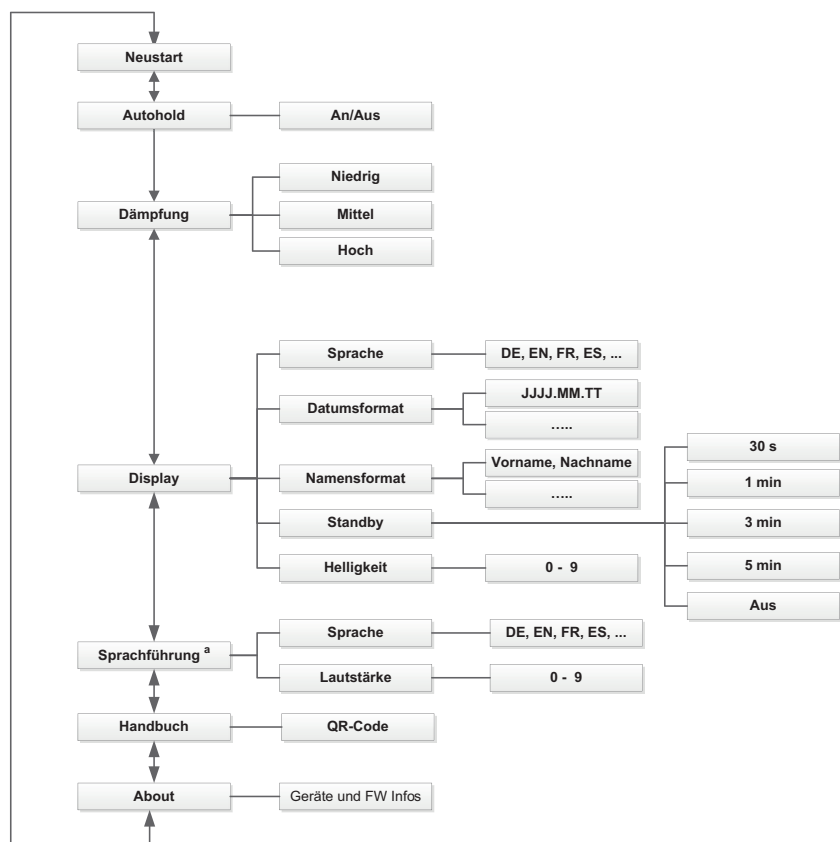 Neustart
Autohold
An/Aus
Niedrig
Dämpfung
Mittel
Hoch
Sprache
DE, EN, FR, ES, ...
Datumsformat
JJJJ.MM.TT
.....
Display
Namensformat
Vorname, Nachname
.....
Standby
30 s
1 min
3 min
5 min
Aus
Helligkeit
0 - 9
Sprachführung a
Sprache
DE, EN, FR, ES, ...
Lautstärke
0 - 9
Handbuch
QR-Code
About
Geräte und FW Infos